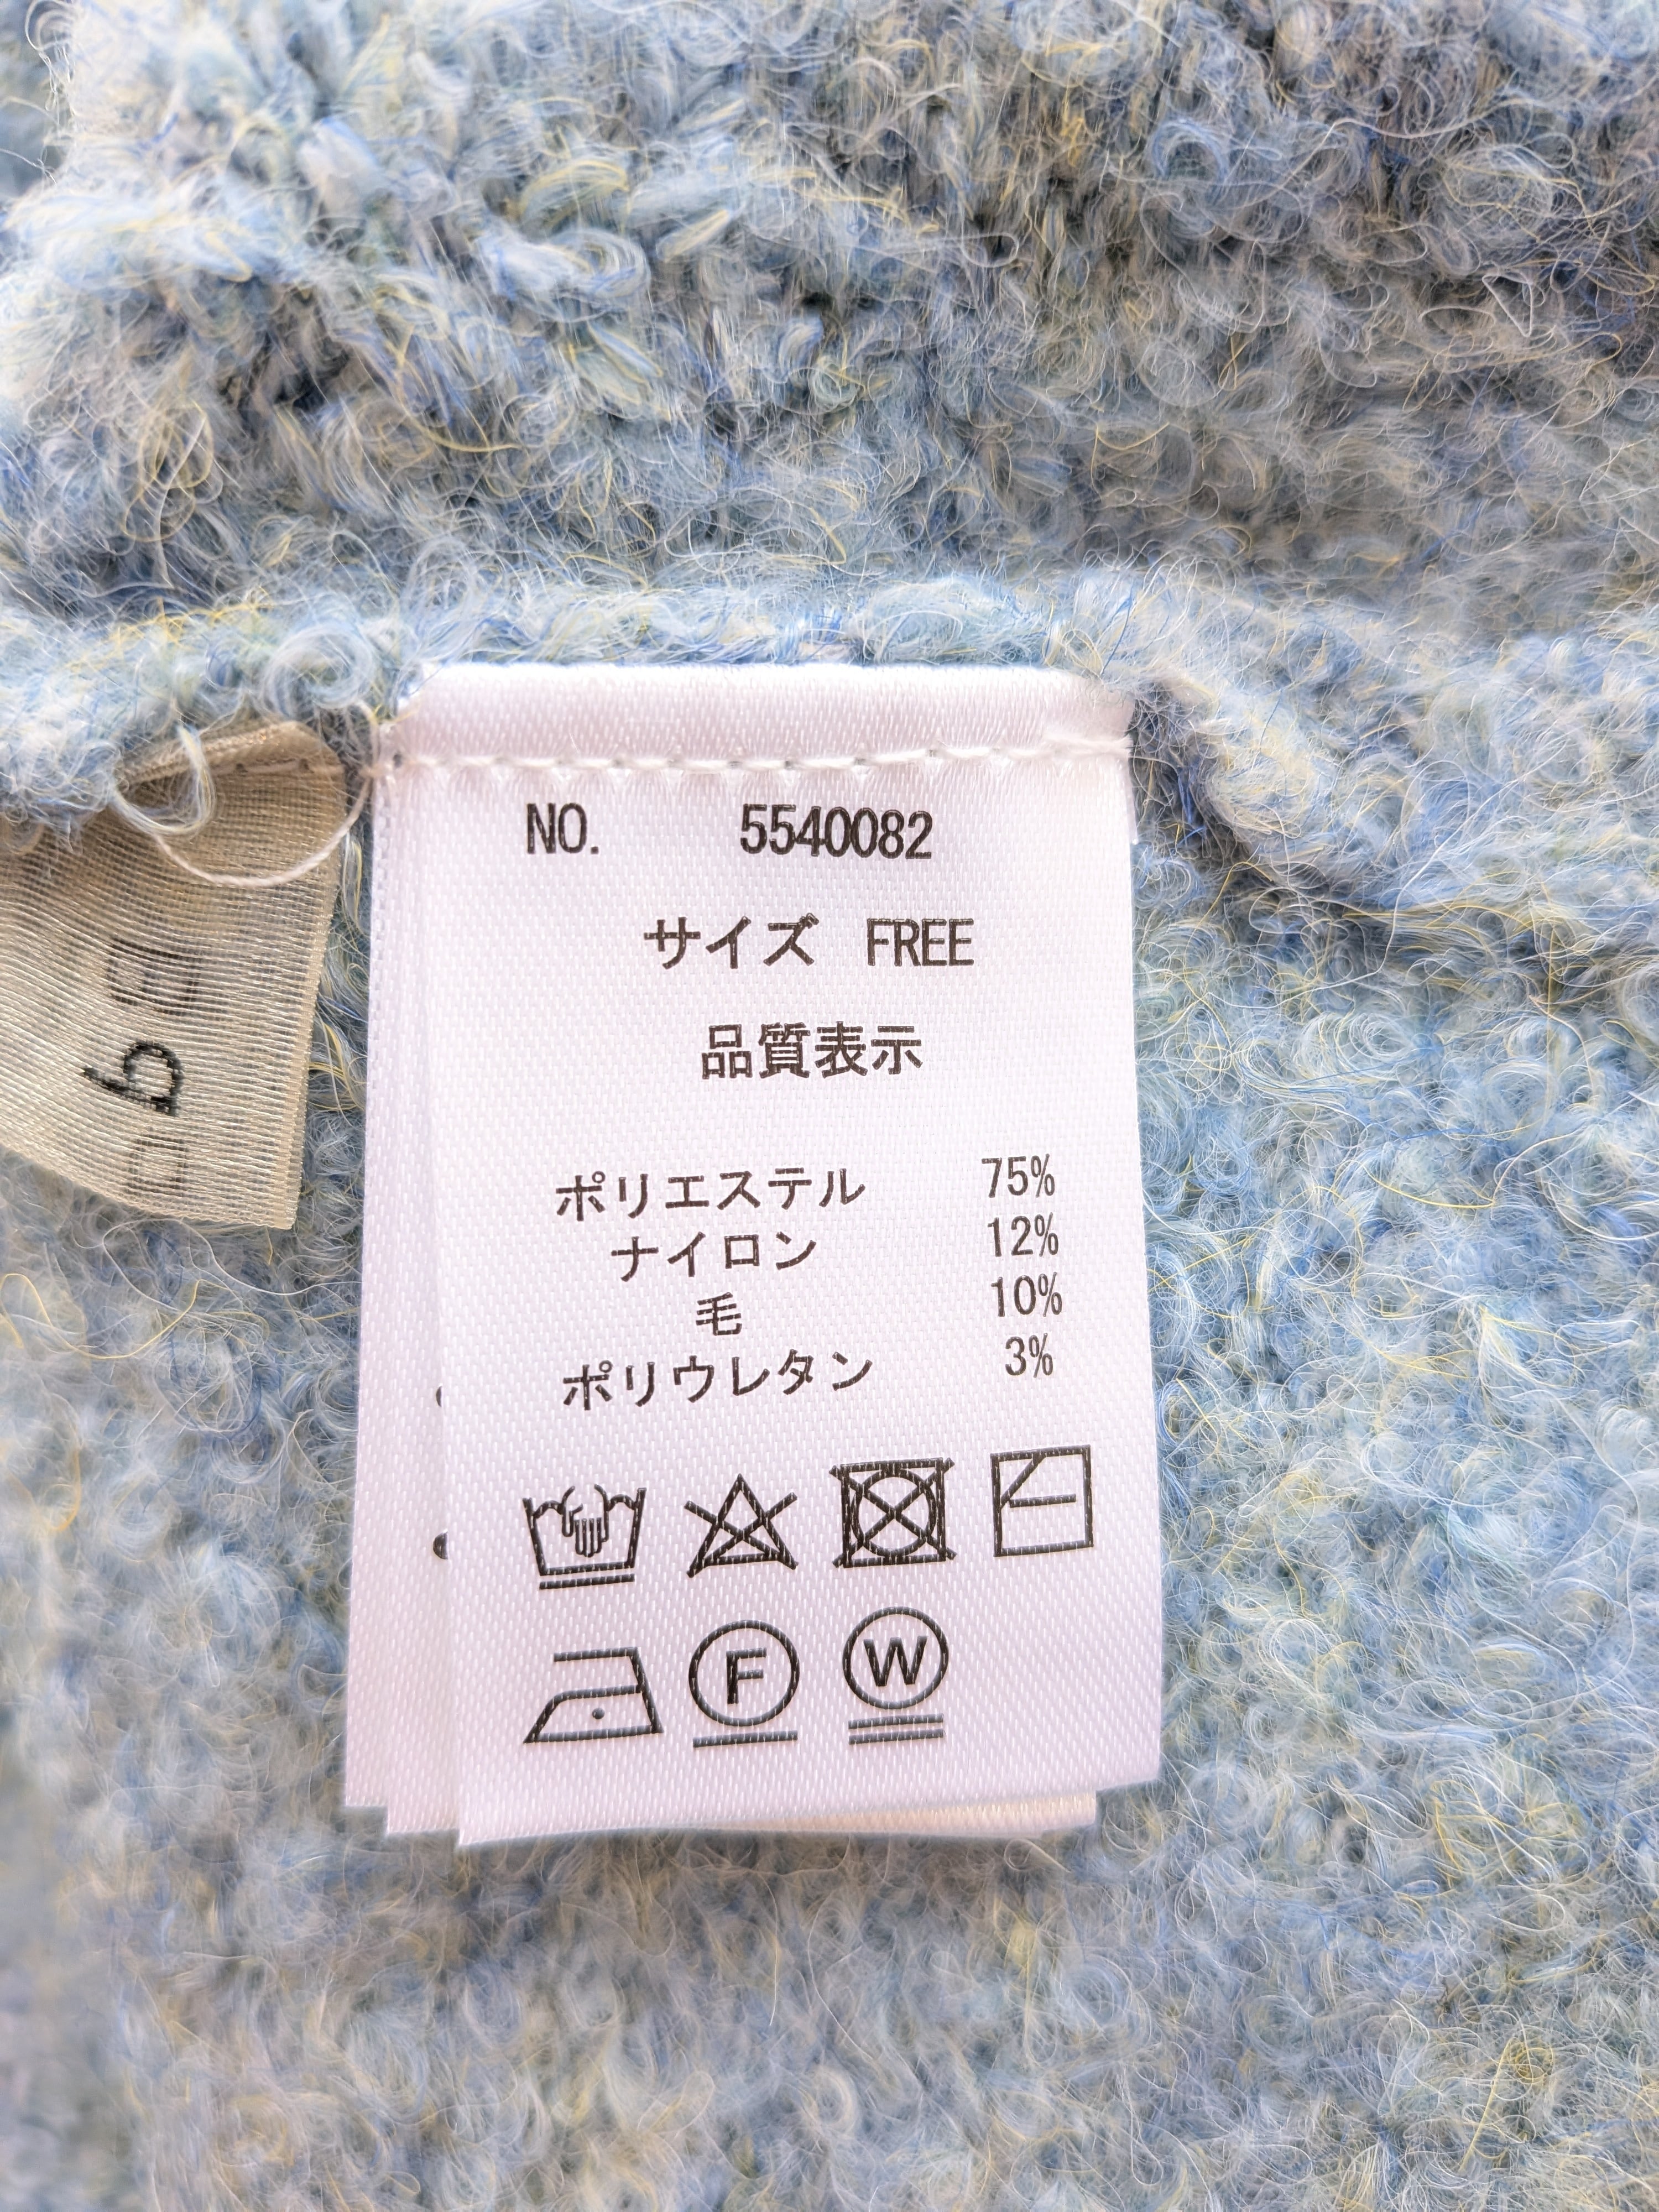 NO. 5540082
サイズ FREE
品質表示
ポリエステル 75%
ナイロン 12%
毛 10%
ポリウレタン 3%
F W